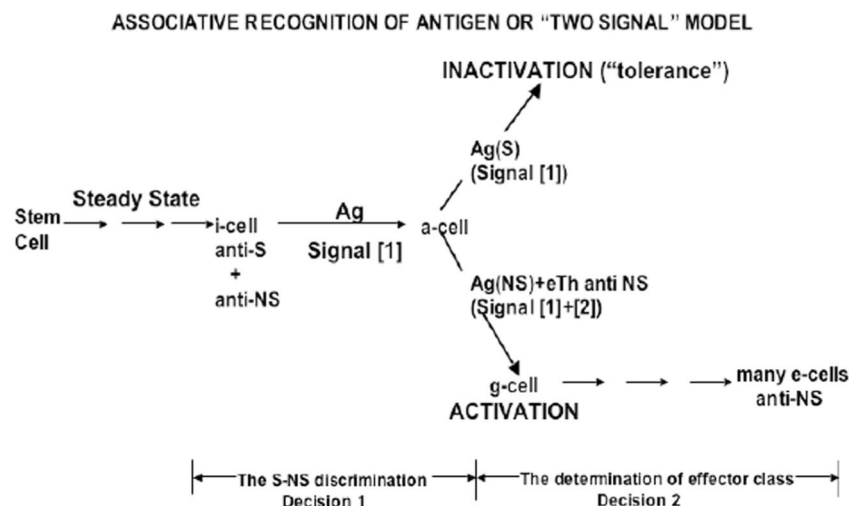 ASSOCIATIVE RECOGNITION OF ANTIGEN OR “TWO SIGNAL” MODEL
INACTIVATION (“tolerance”)
Ag(S)
(Signal [1])
Steady State
Stem
Cell
i-cell
anti-S
+
anti-NS
Ag
Signal [1]
a-cell
Ag(NS)+eTh anti NS
(Signal [1]+[2])
g-cell
ACTIVATION
many e-cells
anti-NS
The S-NS discrimination
Decision 1
The determination of effector class
Decision 2